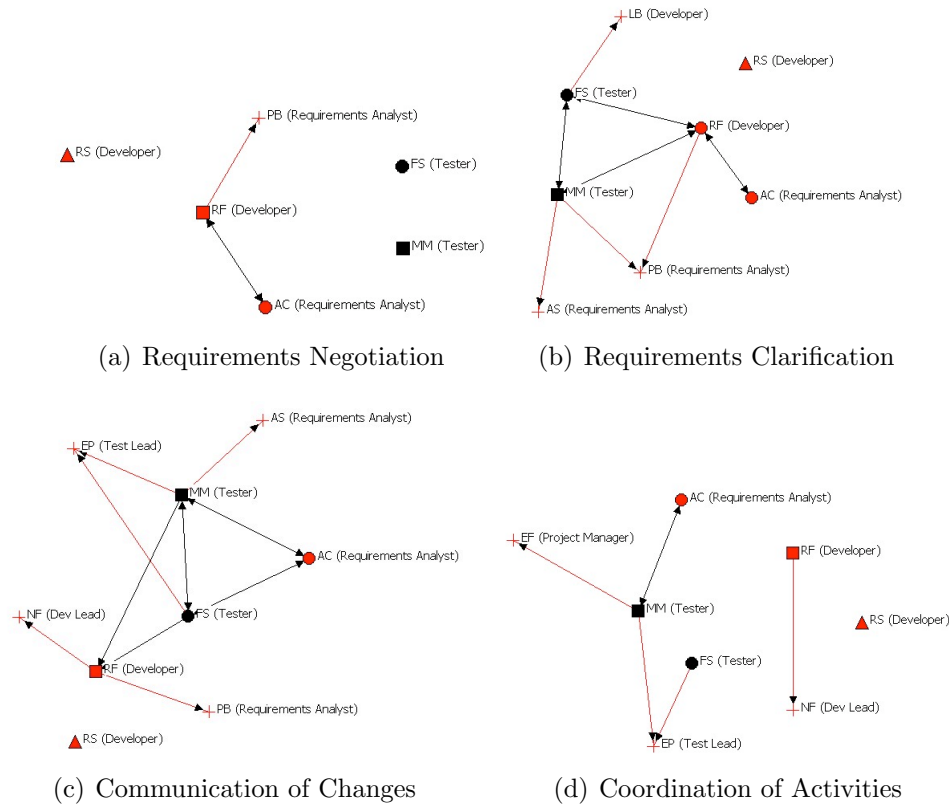 LB (Developer)
RS (Developer)
FS (Tester)
PB (Requirements Analyst)
RF (Developer)
RS (Developer)
FS (Tester)
MM (Tester)
AC (Requirements Analyst)
RF (Developer)
MM (Tester)
PB (Requirements Analyst)
AC (Requirements Analyst)
AS (Requirements Analyst)
(a) Requirements Negotiation
(b) Requirements Clarification
AS (Requirements Analyst)
EP (Test Lead)
MM (Tester)
AC (Requirements Analyst)
FS (Tester)
NF (Dev Lead)
RF (Developer)
PB (Requirements Analyst)
RS (Developer)
AC (Requirements Analyst)
EF (Project Manager)
RF (Developer)
MM (Tester)
RS (Developer)
FS (Tester)
NF (Dev Lead)
EP (Test Lead)
(c) Communication of Changes
(d) Coordination of Activities